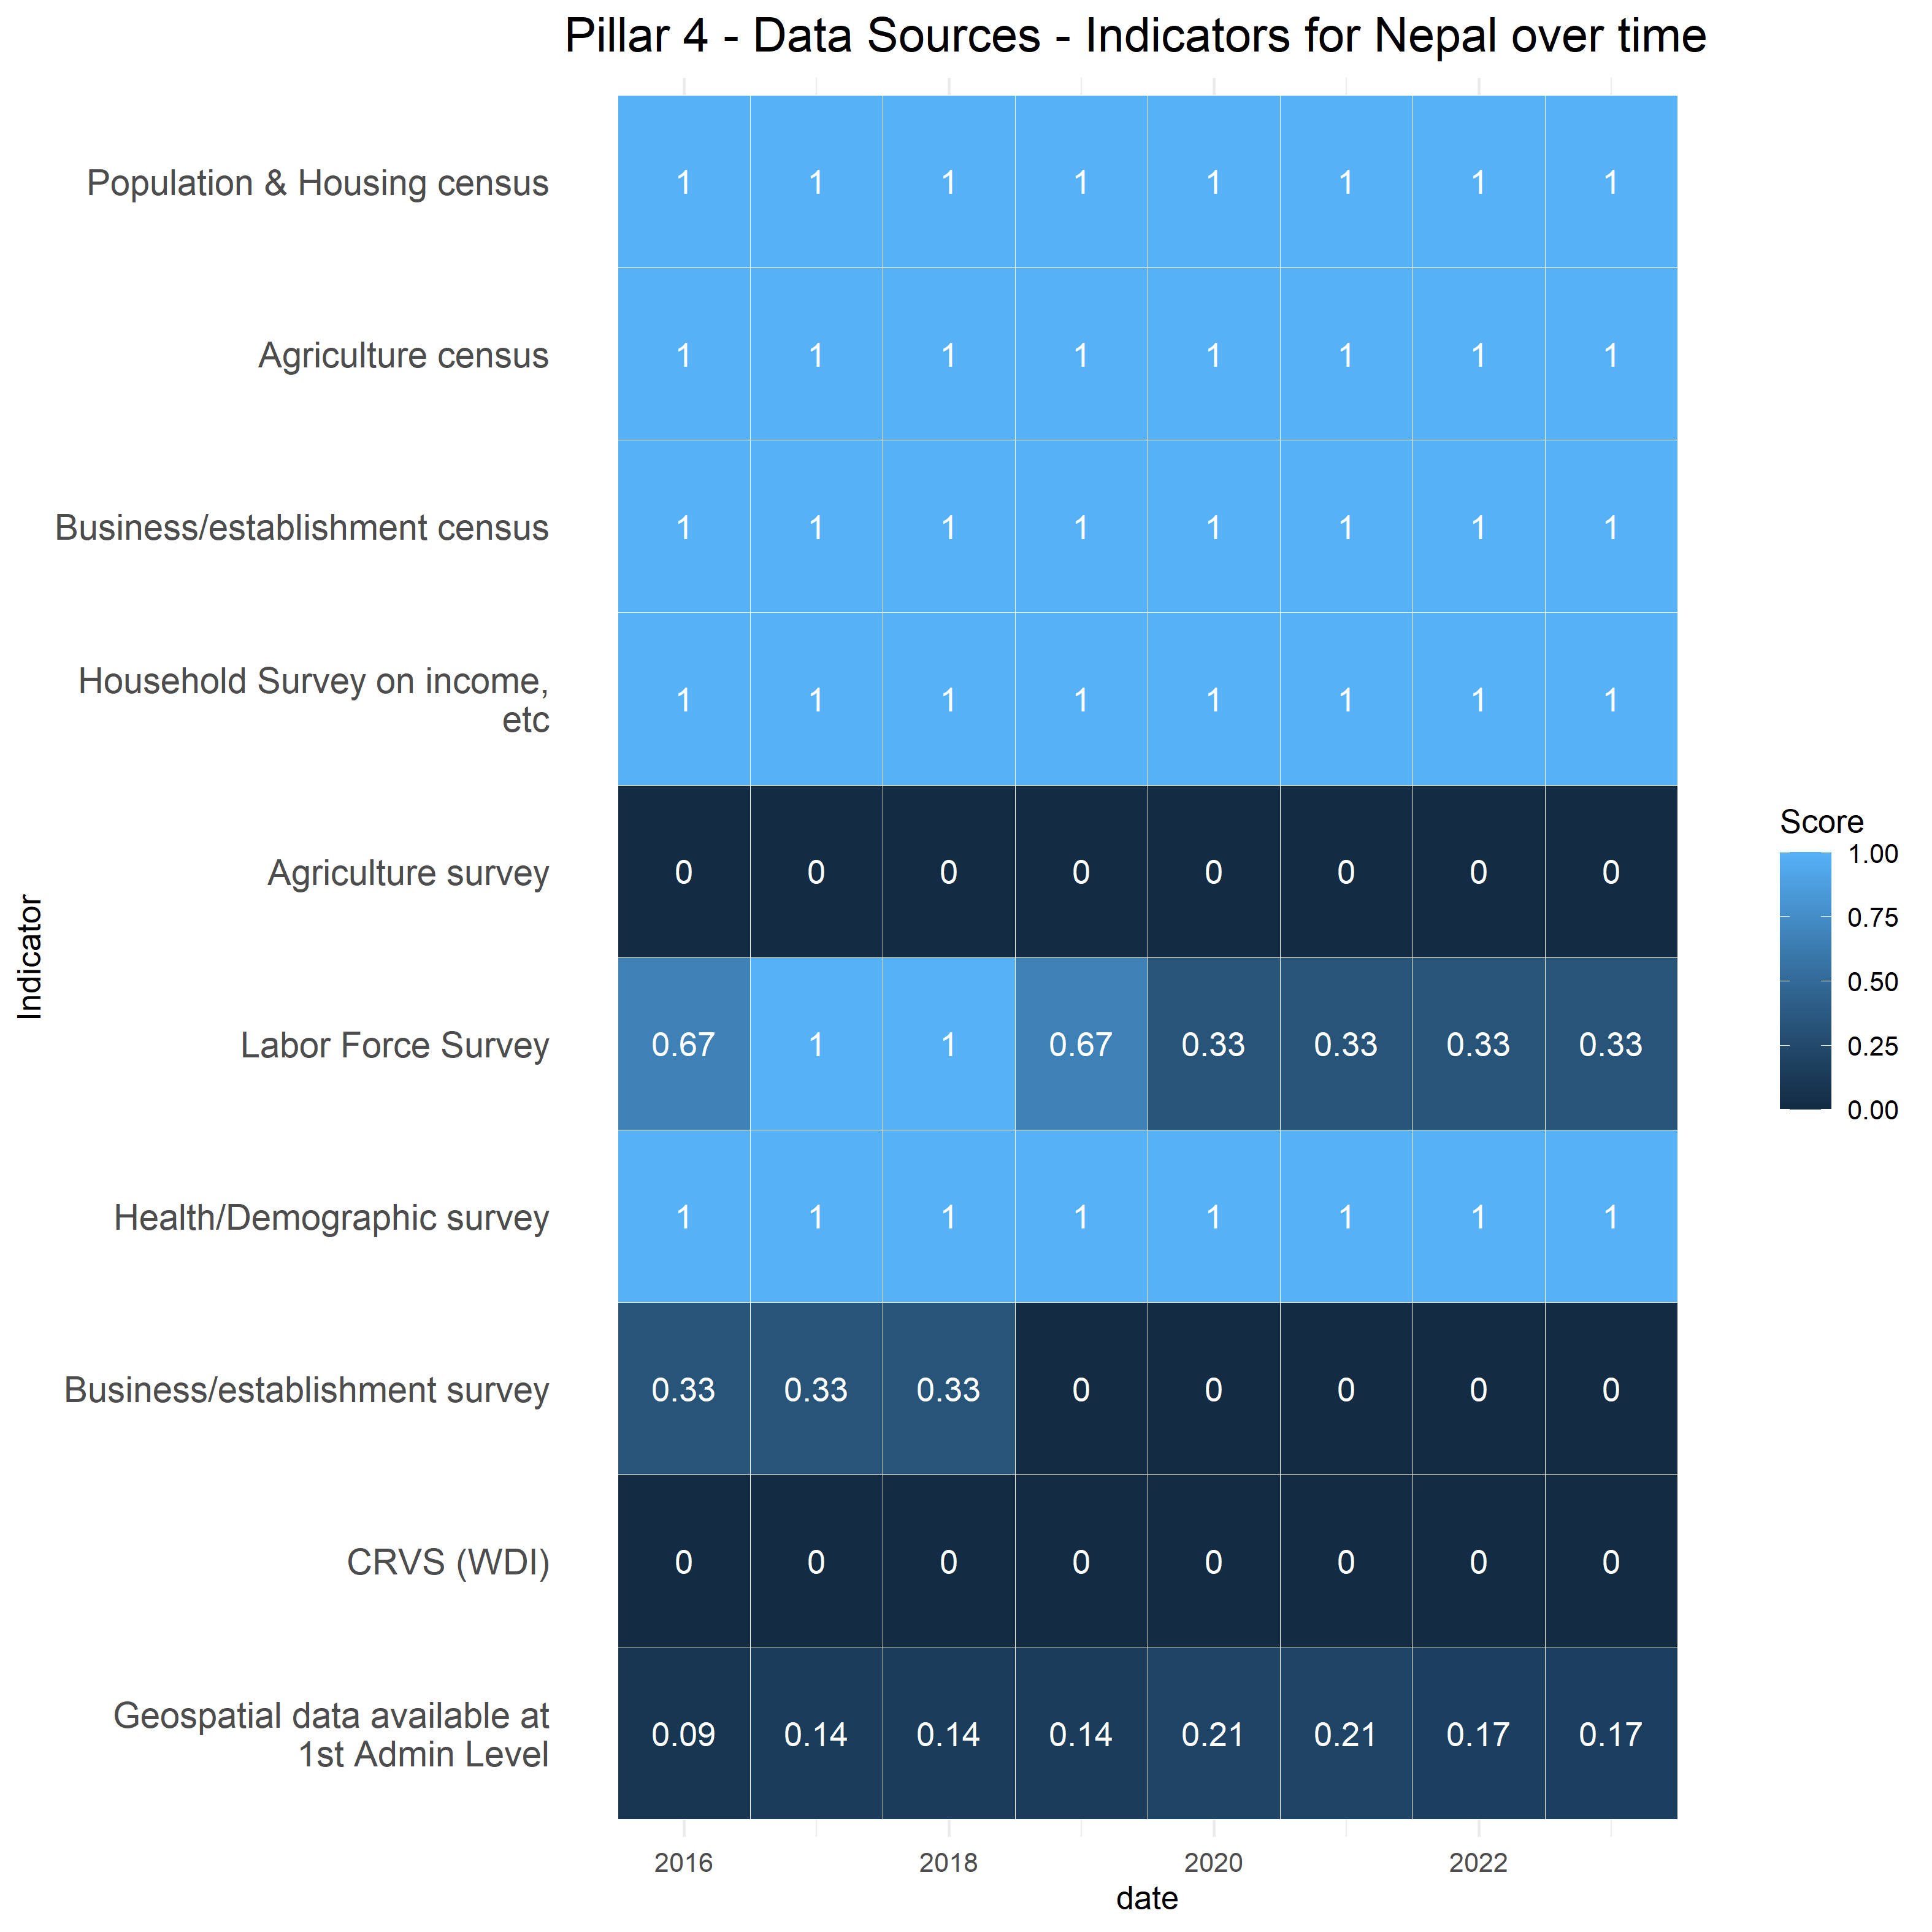 Pillar 4 - Data Sources - Indicators for Nepal over time
Population & Housing census 1 1 1 1 1 1 1 1
Agriculture census 1 1 1 1 1 1 1 1
Business/establishment census 1 1 1 1 1 1 1 1
Household Survey on income,
etc
1 1 1 1 1 1 1 1
Agriculture survey 0 0 0 0 0 0 0 0
Labor Force Survey 0.67 1 1 0.67 0.33 0.33 0.33 0.33
Health/Demographic survey 1 1 1 1 1 1 1 1
Business/establishment survey 0.33 0.33 0.33 0 0 0 0 0
CRVS (WDI) 0 0 0 0 0 0 0 0
Geospatial data available at
1st Admin Level
0.09 0.14 0.14 0.14 0.21 0.21 0.17 0.17
2016 2018 2020 2022
date
Indicator
Score
1.00
0.75
0.50
0.25
0.00